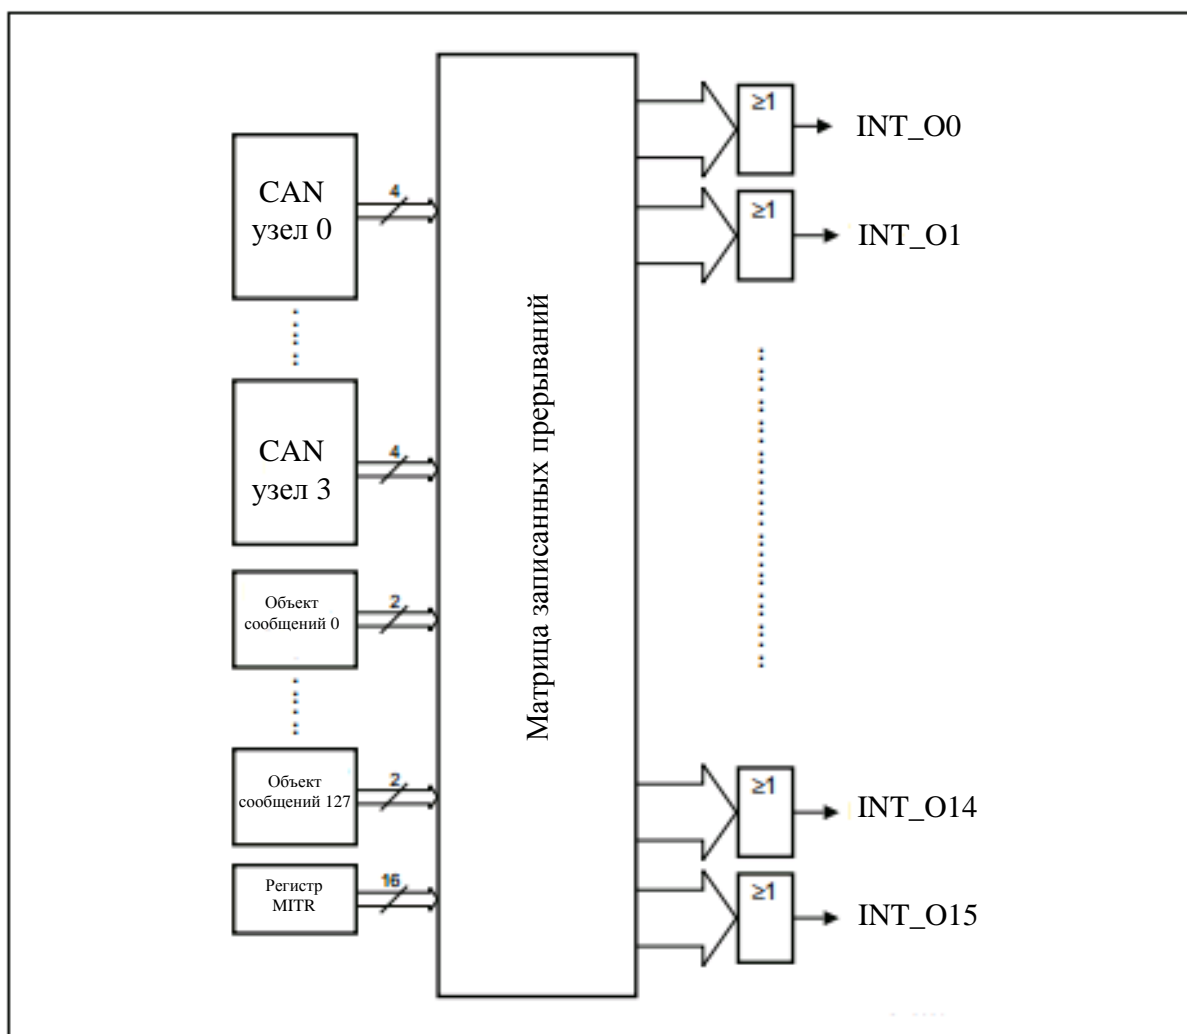 ≥1
INT_O0
CAN
узел 0
4
≥1
INT_O1
CAN
узел 3
4
Матрица записанных прерываний
Объект
сообщений 0
2
Объект
сообщений 127
2
≥1
INT_O14
Регистр
MITR
16
≥1
INT_O15